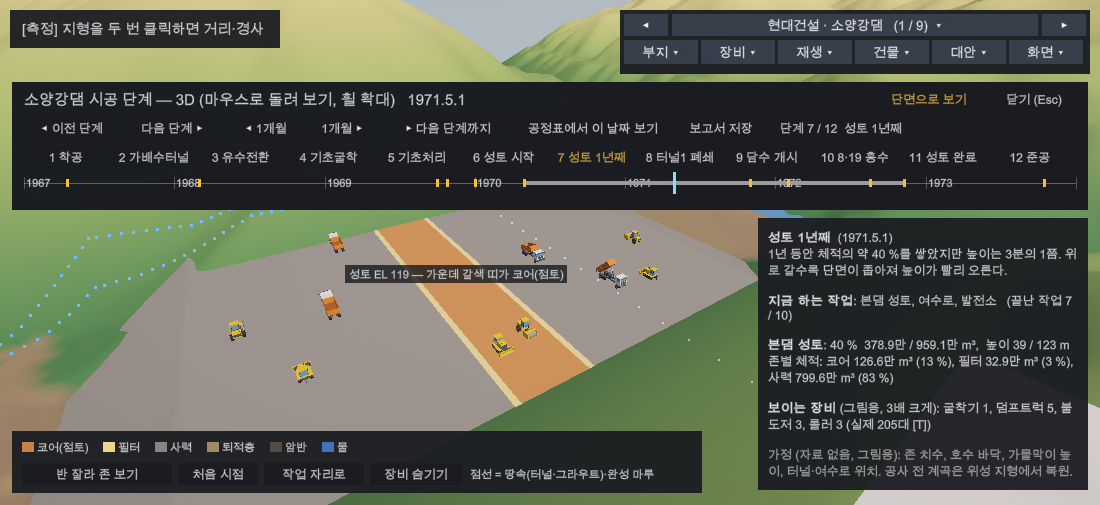 [측정] 지형을 두 번 클릭하면 거리·경사
◂ 현대건설 · 소양강댐 (1 / 9) ▾ ▸
부지 ▾ 장비 ▾ 재생 ▾ 건물 ▾ 대안 ▾ 화면 ▾
소양강댐 시공 단계 — 3D (마우스로 돌려 보기, 휠 확대) 1971.5.1 단면으로 보기 닫기 (Esc)
◂ 이전 단계 다음 단계 ▸ ◂ 1개월 1개월 ▸ ▸ 다음 단계까지 공정표에서 이 날짜 보기 보고서 저장 단계 7 / 12 성토 1년째
1 착공 2 가배수터널 3 유수전환 4 기초굴착 5 기초처리 6 성토 시작 7 성토 1년째 8 터널1 폐쇄 9 담수 개시 10 8·19 홍수 11 성토 완료 12 준공
1967 1968 1969 1970 1971 1972 1973
성토 EL 119 — 가운데 갈색 띠가 코어(점토)
성토 1년째 (1971.5.1)
1년 동안 체적의 약 40 %를 쌓았지만 높이는 3분의 1쯤. 위
로 갈수록 단면이 좁아져 높이가 빨리 오른다.
지금 하는 작업: 본댐 성토, 여수로, 발전소 (끝난 작업 7
/ 10)
본댐 성토: 40 % 378.9만 / 959.1만 m³, 높이 39 / 123 m
존별 체적: 코어 126.6만 m³ (13 %), 필터 32.9만 m³ (3 %),
사력 799.6만 m³ (83 %)
보이는 장비 (그림용, 3배 크게): 굴착기 1, 덤프트럭 5, 불
도저 3, 롤러 3 (실제 205대 [T])
가정 (자료 없음, 그림용): 존 치수, 호수 바닥, 가물막이 높
이, 터널·여수로 위치. 공사 전 계곡은 위성 지형에서 복원.
코어(점토) 필터 사력 퇴적층 암반 물
반 잘라 존 보기 처음 시점 작업 자리로 장비 숨기기 점선 = 땅속(터널·그라우트)·완성 마루